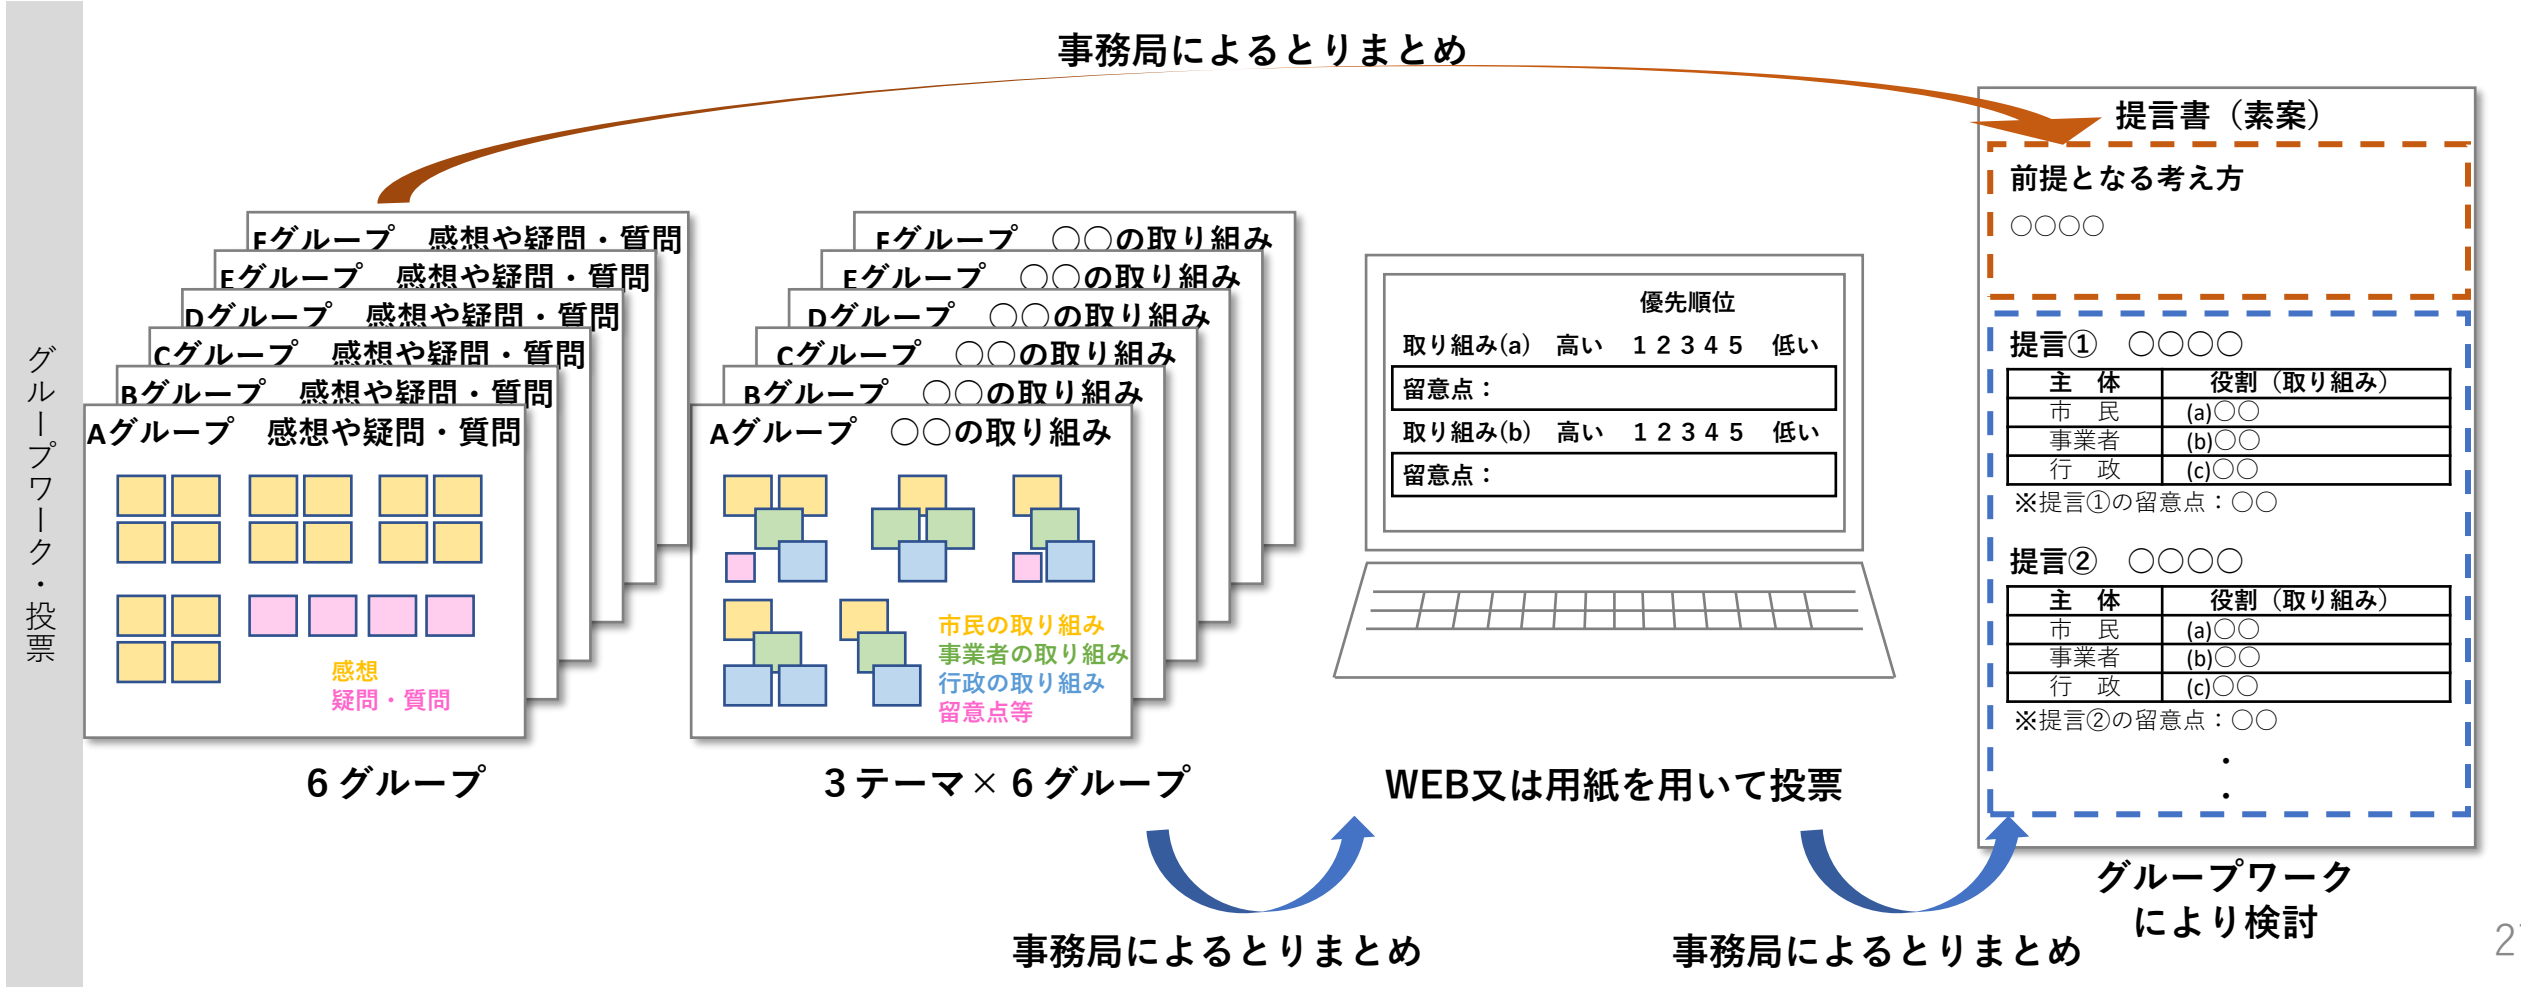 グループワーク・投票
事務局によるとりまとめ
Fグループ　感想や疑問・質問
Eグループ　感想や疑問・質問
Dグループ　感想や疑問・質問
Cグループ　感想や疑問・質問
Bグループ　感想や疑問・質問
Aグループ　感想や疑問・質問
感想
疑問・質問
６グループ
Fグループ　○○の取り組み
Eグループ　○○の取り組み
Dグループ　○○の取り組み
Cグループ　○○の取り組み
Bグループ　○○の取り組み
Aグループ　○○の取り組み
市民の取り組み
事業者の取り組み
行政の取り組み
留意点等
３テーマ×６グループ
事務局によるとりまとめ
優先順位
取り組み(a)　高い　１２３４５　低い
留意点：
取り組み(b)　高い　１２３４５　低い
留意点：
WEB又は用紙を用いて投票
事務局によるとりまとめ
提言書（素案）
前提となる考え方
○○○○
提言①　○○○○
主　体　役割（取り組み）
市　民　(a)○○
事業者　(b)○○
行　政　(c)○○
※提言①の留意点：○○
提言②　○○○○
主　体　役割（取り組み）
市　民　(a)○○
事業者　(b)○○
行　政　(c)○○
※提言②の留意点：○○
・
・
グループワーク
により検討